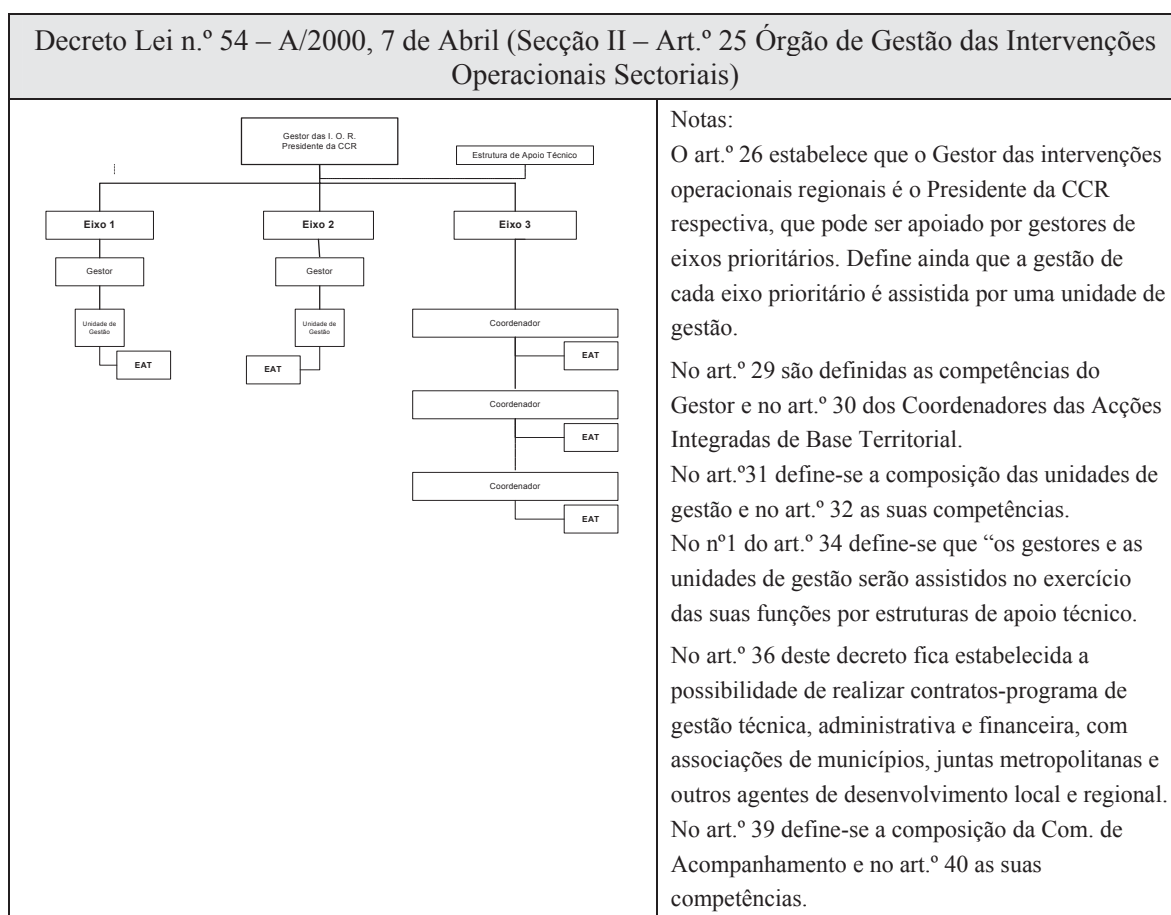 Decreto Lei n.º 54 – A/2000, 7 de Abril (Secção II – Art.º 25 Órgão de Gestão das Intervenções
Operacionais Sectoriais)
Gestor das I. O. R.
Presidente da CCR
Estrutura de Apoio Técnico
Eixo 1
Eixo 2
Eixo 3
Gestor
Gestor
Unidade de
Gestão
Unidade de
Gestão
EAT
EAT
Coordenador
EAT
Coordenador
EAT
Coordenador
EAT
Notas:
O art.º 26 estabelece que o Gestor das intervenções
operacionais regionais é o Presidente da CCR
respectiva, que pode ser apoiado por gestores de
eixos prioritários. Define ainda que a gestão de
cada eixo prioritário é assistida por uma unidade de
gestão.
No art.º 29 são definidas as competências do
Gestor e no art.º 30 dos Coordenadores das Acções
Integradas de Base Territorial.
No art.º31 define-se a composição das unidades de
gestão e no art.º 32 as suas competências.
No nº1 do art.º 34 define-se que “os gestores e as
unidades de gestão serão assistidos no exercício
das suas funções por estruturas de apoio técnico.
No art.º 36 deste decreto fica estabelecida a
possibilidade de realizar contratos-programa de
gestão técnica, administrativa e financeira, com
associações de municípios, juntas metropolitanas e
outros agentes de desenvolvimento local e regional.
No art.º 39 define-se a composição da Com. de
Acompanhamento e no art.º 40 as suas
competências.